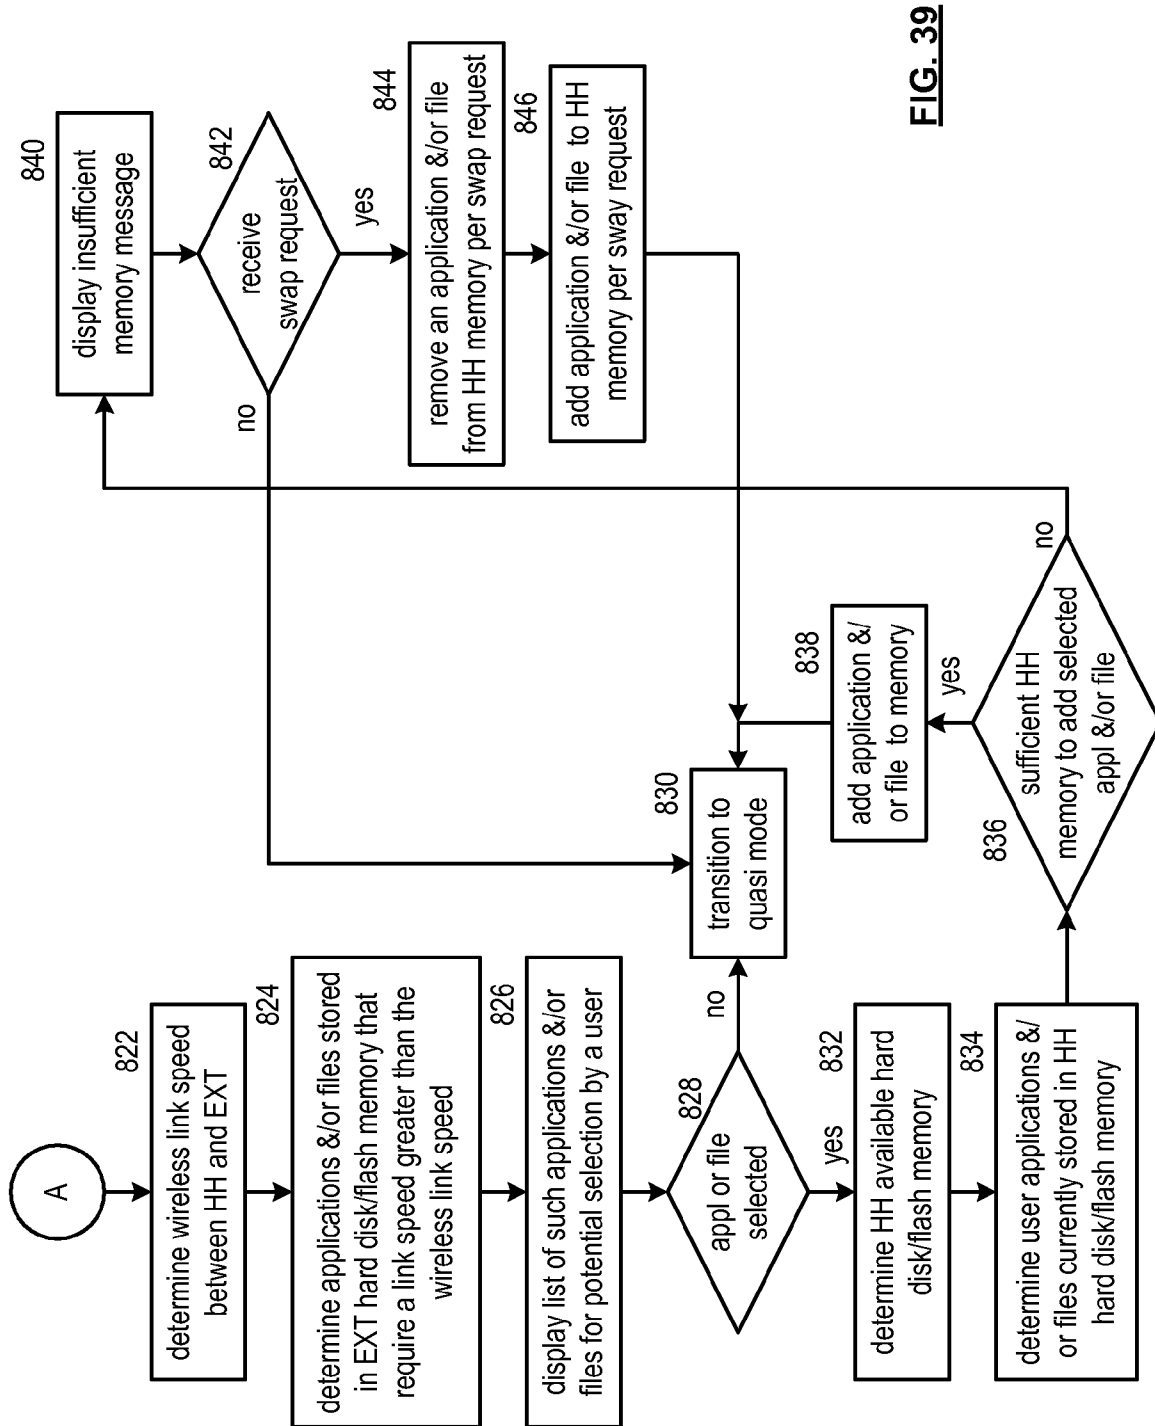 A
822
determine wireless link speed
between HH and EXT
824
determine applications &/or files stored
in EXT hard disk/flash memory that
require a link speed greater than the
wireless link speed
826
display list of such applications &/or
files for potential selection by a user
828
appl or file
selected
no
yes
830
transition to
quasi mode
832
determine HH available hard
disk/flash memory
834
determine user applications &/
or files currently stored in HH
hard disk/flash memory
836
sufficient HH
memory to add selected
appl &/or file
yes
no
838
add application &/
or file to memory
840
display insufficient
memory message
842
receive
swap request
no
yes
844
remove an application &/or file
from HH memory per swap request
846
add application &/or file to HH
memory per sway request
FIG. 39